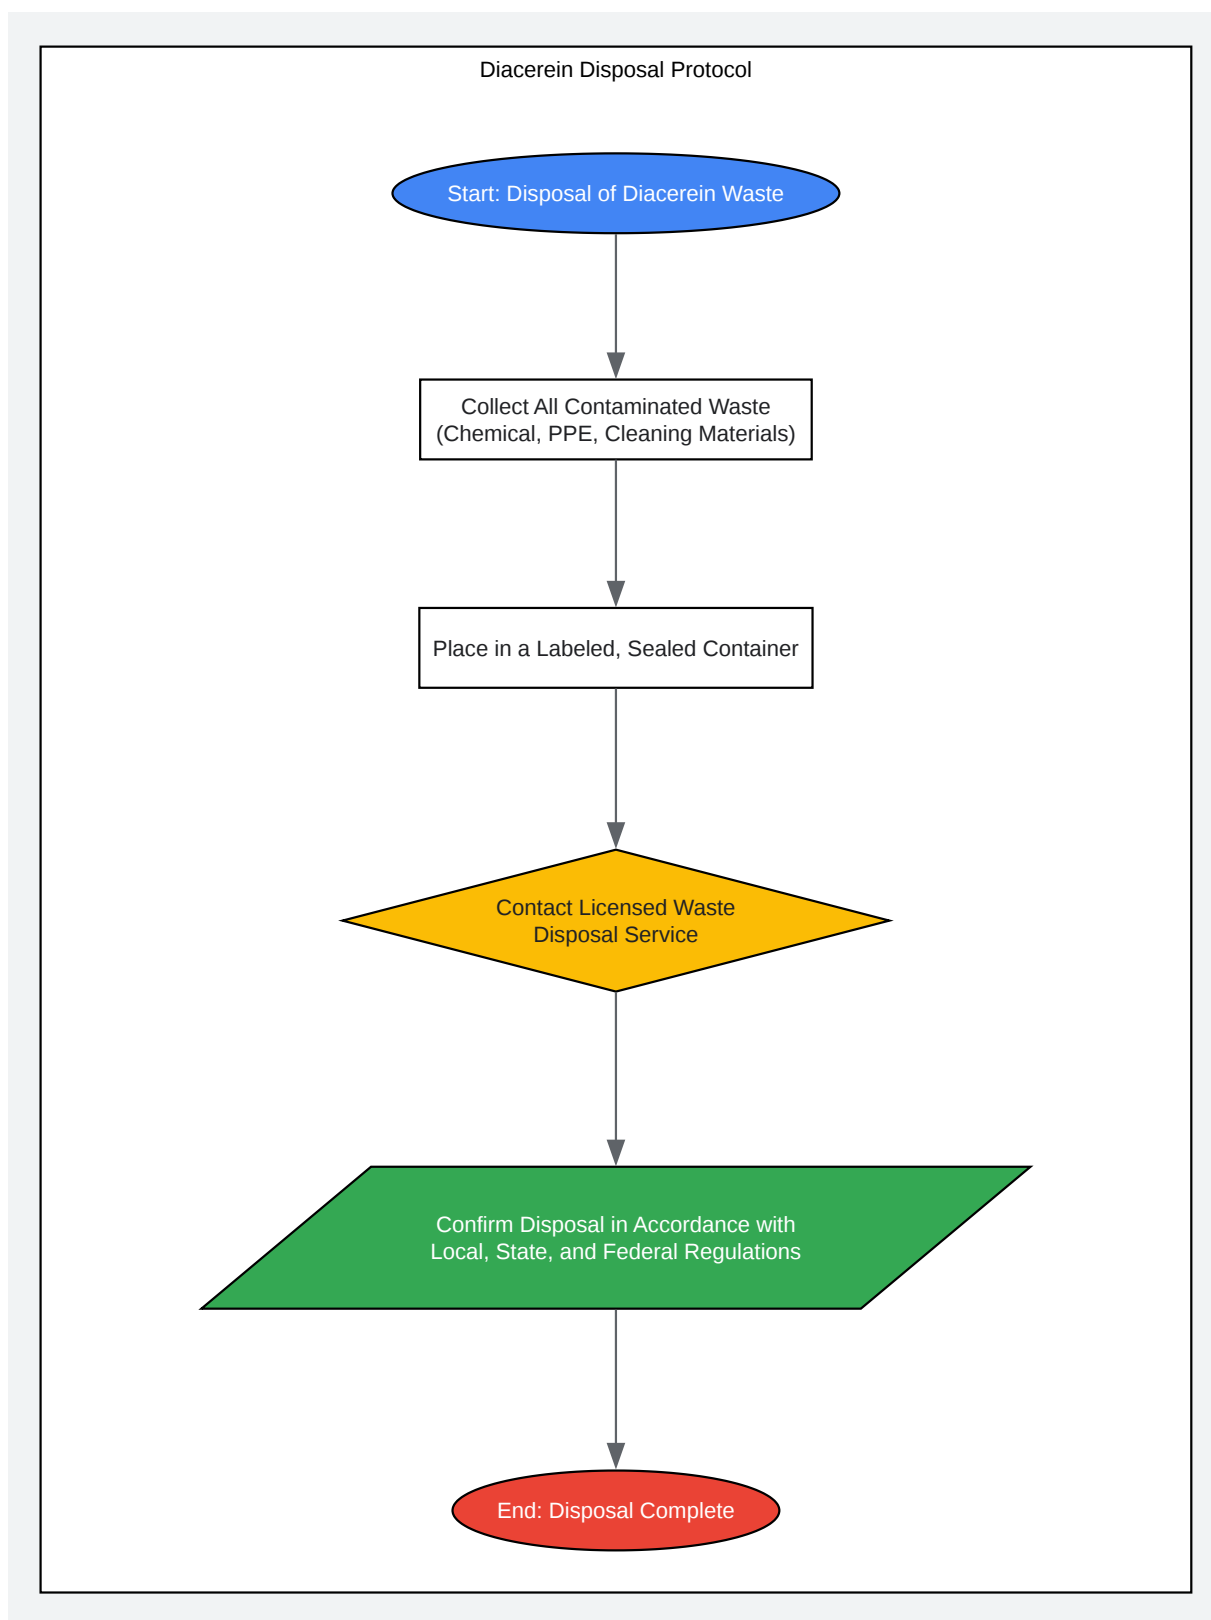 Diacerein Disposal Protocol
Start: Disposal of Diacerein Waste
Collect All Contaminated Waste
(Chemical, PPE, Cleaning Materials)
Place in a Labeled, Sealed Container
Contact Licensed Waste
Disposal Service
Confirm Disposal in Accordance with
Local, State, and Federal Regulations
End: Disposal Complete